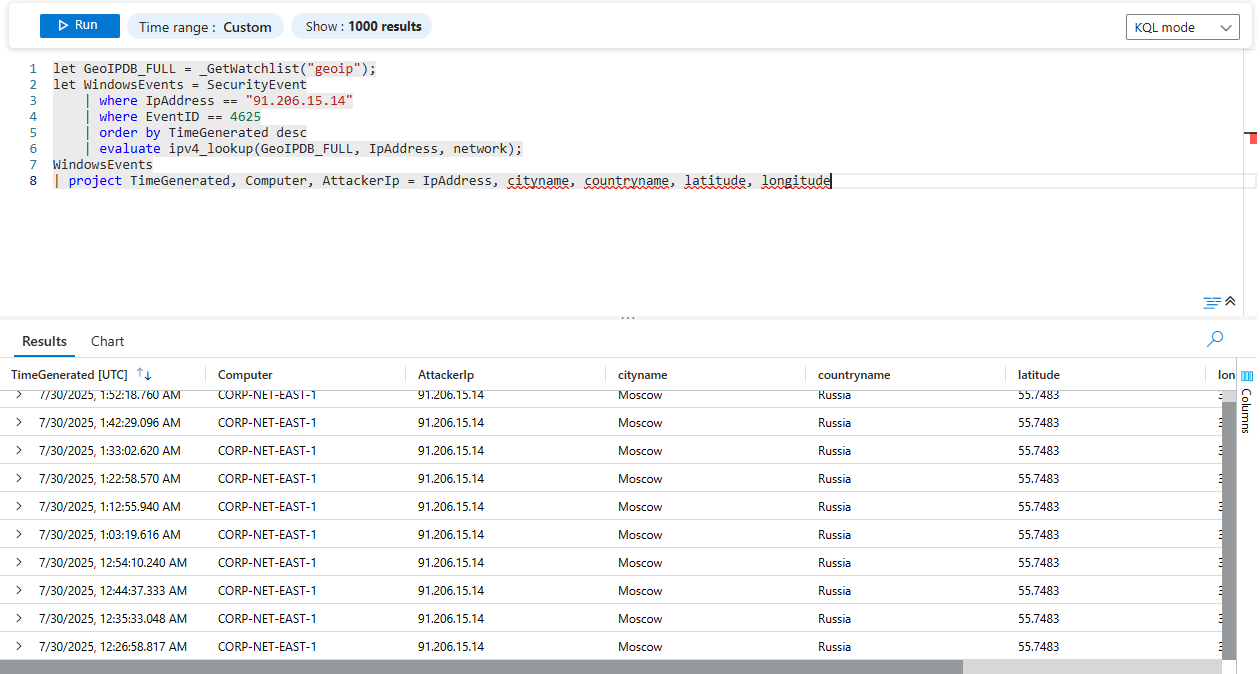 Run Time range : Custom Show : 1000 results KQL mode
1 let GeoIPDB_FULL = _GetWatchlist("geoip");
2 let WindowsEvents = SecurityEvent
3 | where IpAddress == "91.206.15.14"
4 | where EventID == 4625
5 | order by TimeGenerated desc
6 | evaluate ipv4_lookup(GeoIPDB_FULL, IpAddress, network);
7 WindowsEvents
8 | project TimeGenerated, Computer, AttackerIp = IpAddress, cityname, countryname, latitude, longitude
...
Results Chart
TimeGenerated [UTC] Computer AttackerIp cityname countryname latitude lon
7/30/2025, 1:52:18.760 AM CORP-NET-EAST-1 91.206.15.14 Moscow Russia 55.7483
7/30/2025, 1:42:29.096 AM CORP-NET-EAST-1 91.206.15.14 Moscow Russia 55.7483
7/30/2025, 1:33:02.620 AM CORP-NET-EAST-1 91.206.15.14 Moscow Russia 55.7483
7/30/2025, 1:22:58.570 AM CORP-NET-EAST-1 91.206.15.14 Moscow Russia 55.7483
7/30/2025, 1:12:55.940 AM CORP-NET-EAST-1 91.206.15.14 Moscow Russia 55.7483
7/30/2025, 1:03:19.616 AM CORP-NET-EAST-1 91.206.15.14 Moscow Russia 55.7483
7/30/2025, 12:54:10.240 AM CORP-NET-EAST-1 91.206.15.14 Moscow Russia 55.7483
7/30/2025, 12:44:37.333 AM CORP-NET-EAST-1 91.206.15.14 Moscow Russia 55.7483
7/30/2025, 12:35:33.048 AM CORP-NET-EAST-1 91.206.15.14 Moscow Russia 55.7483
7/30/2025, 12:26:58.817 AM CORP-NET-EAST-1 91.206.15.14 Moscow Russia 55.7483
Columns